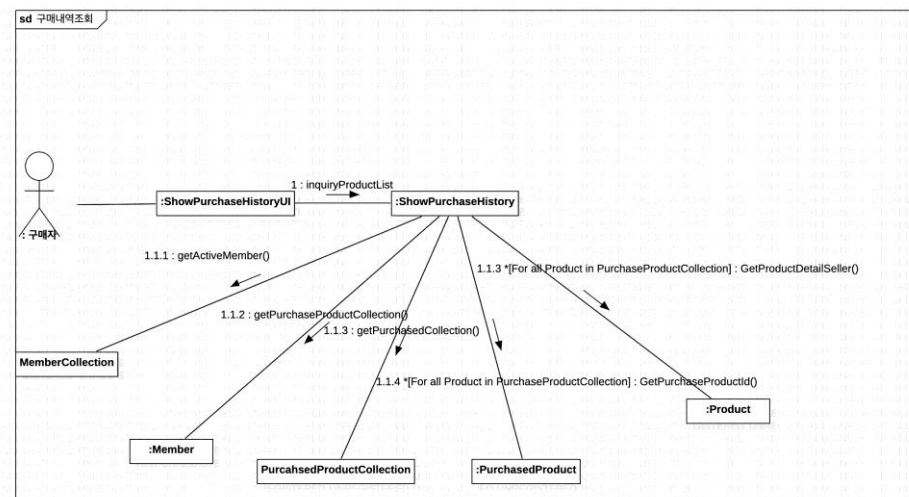 sd 구매내역조회
1 : inquiryProductList
:ShowPurchaseHistoryUI
:ShowPurchaseHistory
: 구매자
1.1.1 : getActiveMember()
1.1.3 *[For all Product in PurchaseProductCollection] : GetProductDetailSeller()
1.1.2 : getPurchaseProductCollection()
1.1.3 : getPurchasedCollection()
MemberCollection
1.1.4 *[For all Product in PurchaseProductCollection] : GetPurchaseProductId()
:Product
:Member
PurcahsedProductCollection
:PurchasedProduct